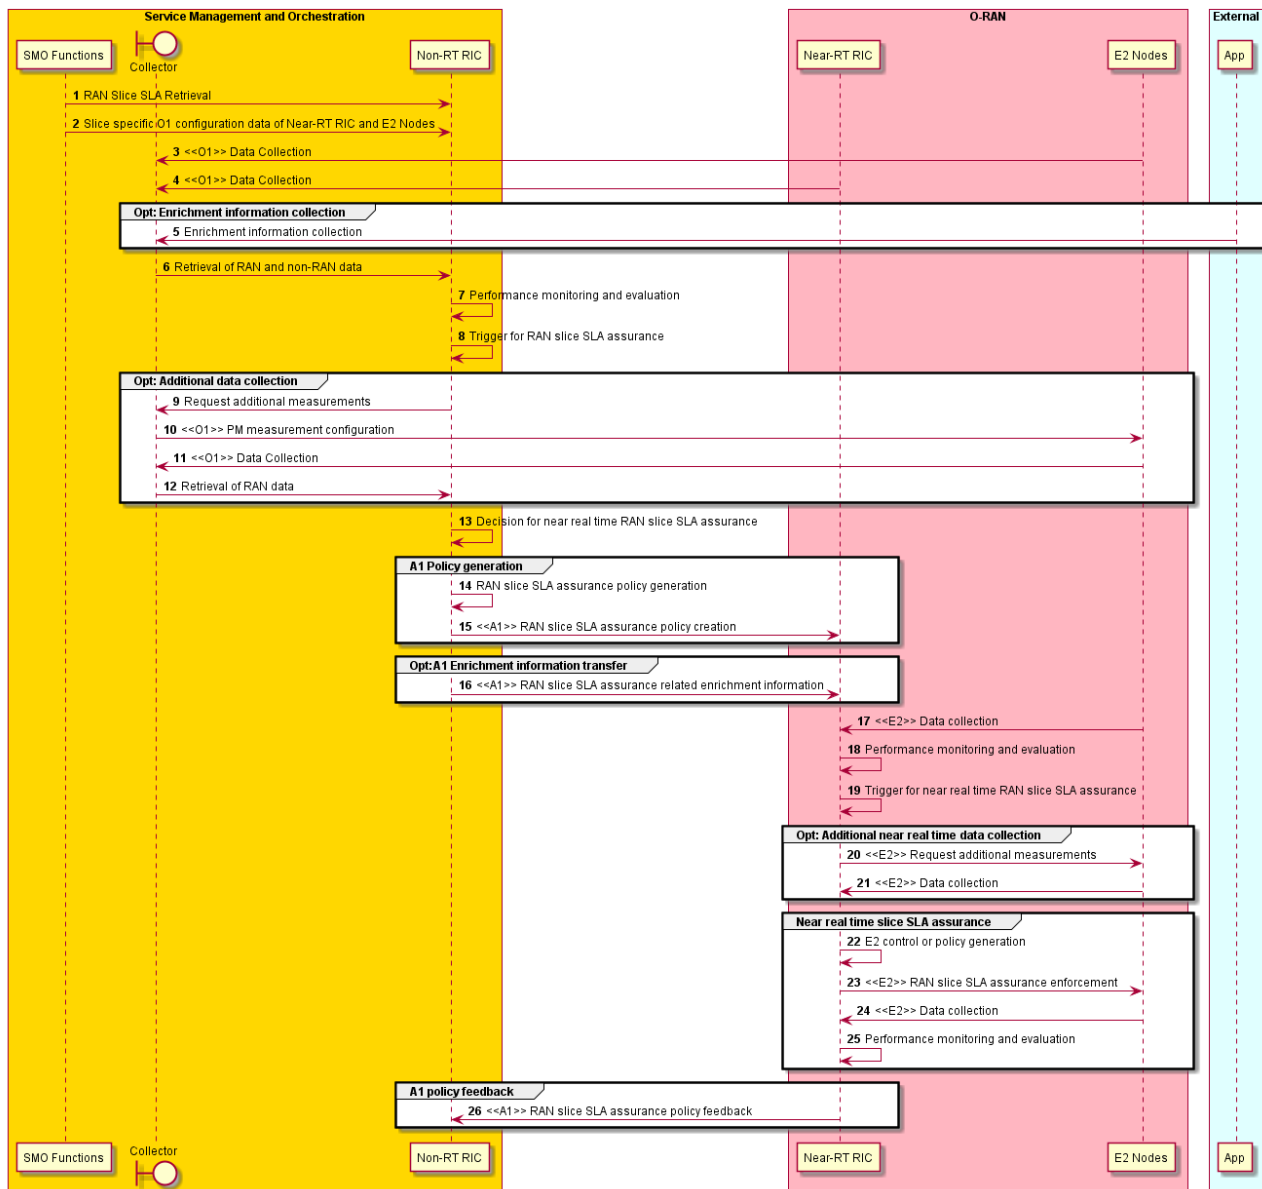 Service Management and Orchestration
O-RAN
External
SMO Functions
Collector
Non-RT RIC
Near-RT RIC
E2 Nodes
App
1 RAN Slice SLA Retrieval
2 Slice specific O1 configuration data of Near-RT RIC and E2 Nodes
3 <<O1>> Data Collection
4 <<O1>> Data Collection
Opt: Enrichment information collection
5 Enrichment information collection
6 Retrieval of RAN and non-RAN data
7 Performance monitoring and evaluation
8 Trigger for RAN slice SLA assurance
Opt: Additional data collection
9 Request additional measurements
10 <<O1>> PM measurement configuration
11 <<O1>> Data Collection
12 Retrieval of RAN data
13 Decision for near real time RAN slice SLA assurance
A1 Policy generation
14 RAN slice SLA assurance policy generation
15 <<A1>> RAN slice SLA assurance policy creation
Opt:A1 Enrichment information transfer
16 <<A1>> RAN slice SLA assurance related enrichment information
17 <<E2>> Data collection
18 Performance monitoring and evaluation
19 Trigger for near real time RAN slice SLA assurance
Opt: Additional near real time data collection
20 <<E2>> Request additional measurements
21 <<E2>> Data collection
Near real time slice SLA assurance
22 E2 control or policy generation
23 <<E2>> RAN slice SLA assurance enforcement
24 <<E2>> Data collection
25 Performance monitoring and evaluation
A1 policy feedback
26 <<A1>> RAN slice SLA assurance policy feedback
SMO Functions
Collector
Non-RT RIC
Near-RT RIC
E2 Nodes
App